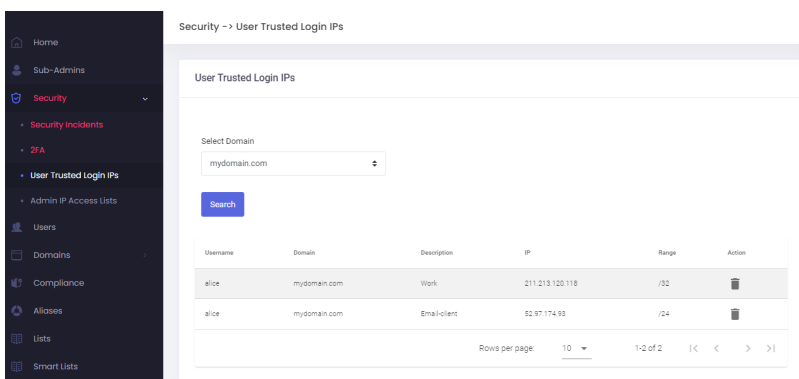 Security -> User Trusted Login IPs
Home
Sub-Admins
Security
Security Incidents
2FA
User Trusted Login IPs
Admin IP Access Lists
Users
Domains
Compliance
Aliases
Lists
Smart Lists
User Trusted Login IPs
Select Domain
mydomain.com
Search
Username Domain Description IP Range Action
alice mydomain.com Work 211.213.120.118 /32
alice mydomain.com Email-client 52.97.174.93 /24
Rows per page: 10 1-2 of 2